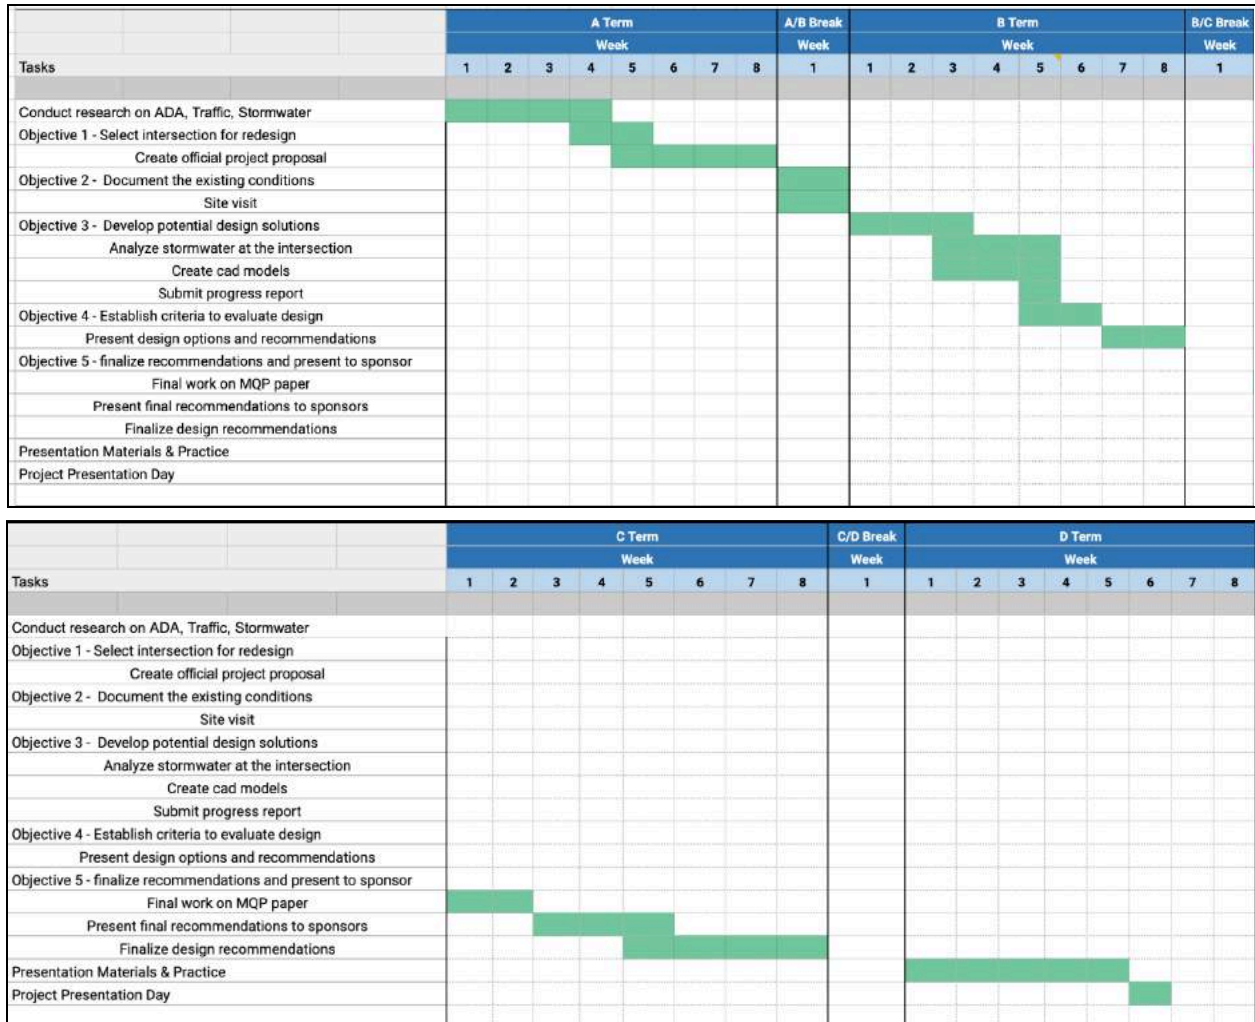 A Term A/B Break B Term B/C Break
Week Week Week Week
Tasks 1 2 3 4 5 6 7 8 1 1 2 3 4 5 6 7 8 1
Conduct research on ADA, Traffic, Stormwater
Objective 1 - Select intersection for redesign
Create official project proposal
Objective 2 - Document the existing conditions
Site visit
Objective 3 - Develop potential design solutions
Analyze stormwater at the intersection
Create cad models
Submit progress report
Objective 4 - Establish criteria to evaluate design
Present design options and recommendations
Objective 5 - finalize recommendations and present to sponsor
Final work on MQP paper
Present final recommendations to sponsors
Finalize design recommendations
Presentation Materials & Practice
Project Presentation Day
C Term C/D Break D Term
Week Week Week
Tasks 1 2 3 4 5 6 7 8 1 1 2 3 4 5 6 7 8
Conduct research on ADA, Traffic, Stormwater
Objective 1 - Select intersection for redesign
Create official project proposal
Objective 2 - Document the existing conditions
Site visit
Objective 3 - Develop potential design solutions
Analyze stormwater at the intersection
Create cad models
Submit progress report
Objective 4 - Establish criteria to evaluate design
Present design options and recommendations
Objective 5 - finalize recommendations and present to sponsor
Final work on MQP paper
Present final recommendations to sponsors
Finalize design recommendations
Presentation Materials & Practice
Project Presentation Day